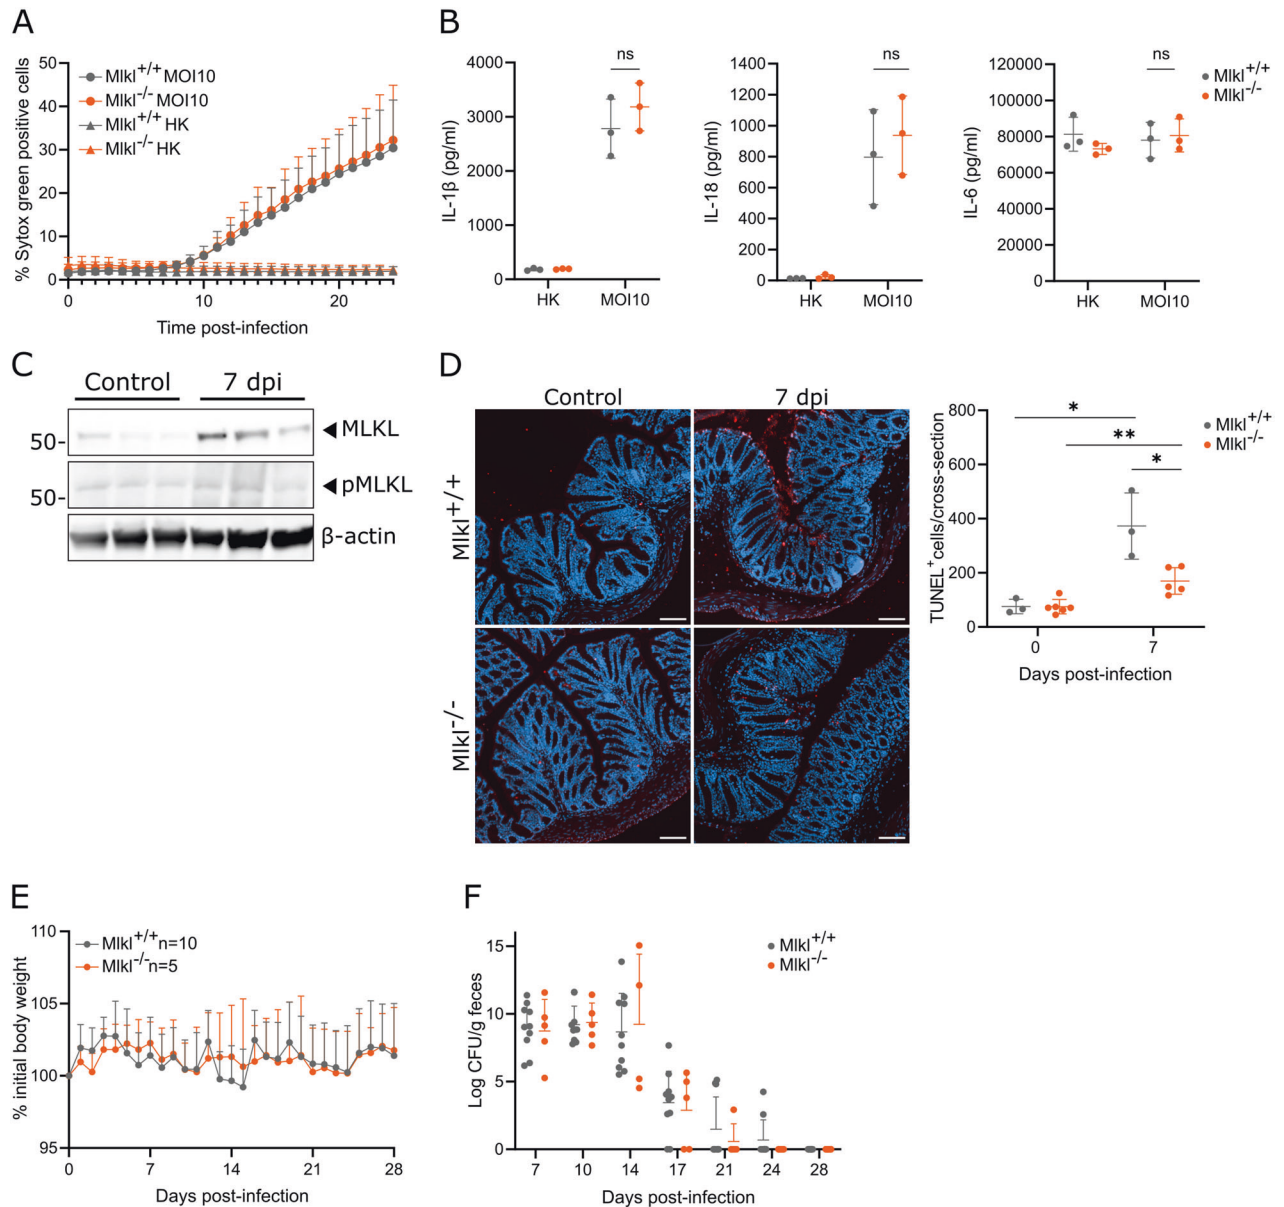 A
% Sytox green positive cells
50
40
30
20
10
0
Mlkl+/+ MOI10
Mlkl-/- MOI10
Mlkl+/+ HK
Mlkl-/- HK
0 10 20
Time post-infection
B
IL-1β (pg/ml)
4000
3000
2000
1000
0
ns
HK MOI10
IL-18 (pg/ml)
1400
1200
1000
800
600
400
200
0
ns
HK MOI10
IL-6 (pg/ml)
120000
100000
80000
60000
40000
20000
0
ns
HK MOI10
Mlkl+/+
Mlkl-/-
C
Control 7 dpi
50- MLKL
50- pMLKL
β-actin
D
Control 7 dpi
Mlkl+/+
Mlkl-/-
TUNEL+cells/cross-section
800
600
400
200
0
*
**
*
Mlkl+/+
Mlkl-/-
0 7
Days post-infection
E
% initial body weight
110
105
100
95
Mlkl+/+n=10
Mlkl-/-n=5
0 7 14 21 28
Days post-infection
F
Log CFU/g feces
15
10
5
0
Mlkl+/+
Mlkl-/-
7 10 14 17 21 24 28
Days post-infection